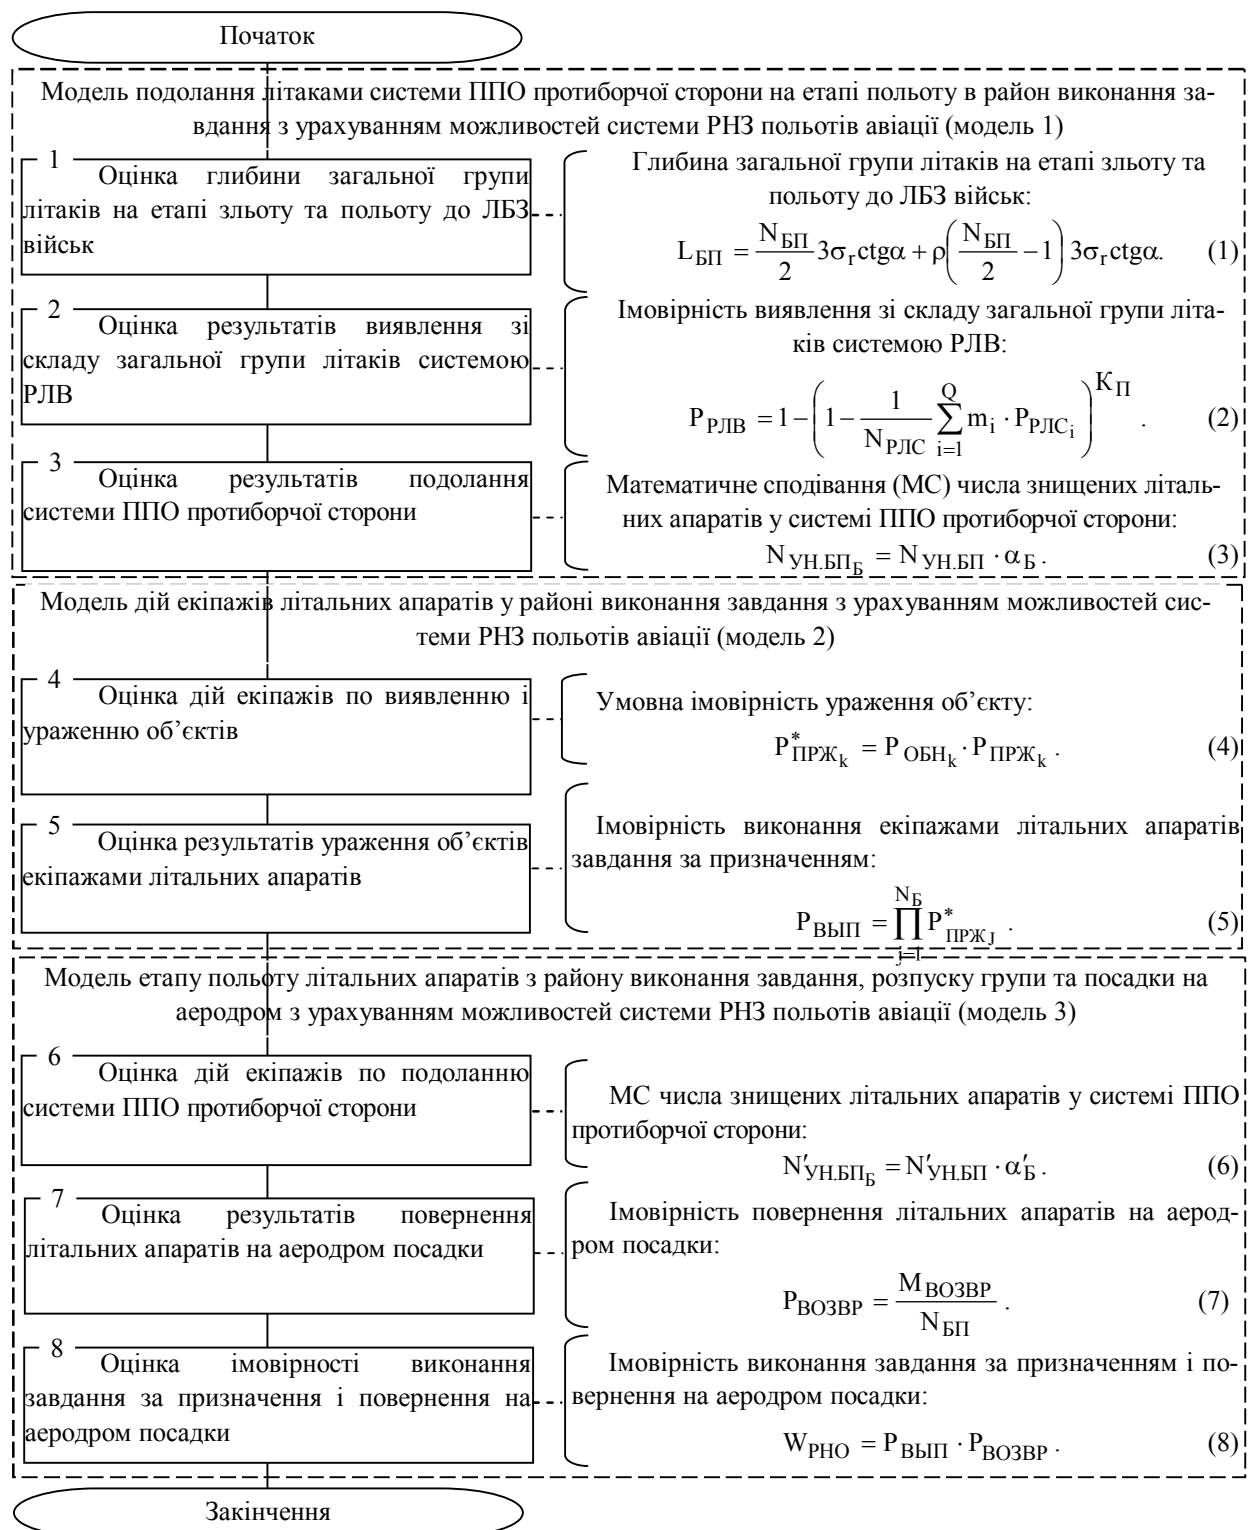 Початок
Модель подолання літаками системи ППО протиборчої сторони на етапі польоту в район виконання за-
вдання з урахуванням можливостей системи РНЗ польотів авіації (модель 1)
1
Оцінка глибини загальної групи
літаків на етапі зльоту та польоту до ЛБЗ
військ
Глибина загальної групи літаків на етапі зльоту та
польоту до ЛБЗ військ:
L_БП = N_БП/2 3σ_r ctgα + ρ(N_БП/2 − 1) 3σ_r ctgα. (1)
2
Оцінка результатів виявлення зі
складу загальної групи літаків системою
РЛВ
Імовірність виявлення зі складу загальної групи літа-
ків системою РЛВ:
P_РЛВ = 1 − (1 − 1/N_РЛС ∑_{i=1}^{Q} m_i · P_РЛС_i)^{К_П} . (2)
3
Оцінка результатів подолання
системи ППО протиборчої сторони
Математичне сподівання (МС) числа знищених літаль-
них апаратів у системі ППО протиборчої сторони:
N_УН.БП_Б = N_УН.БП · α_Б . (3)
Модель дій екіпажів літальних апаратів у районі виконання завдання з урахуванням можливостей сис-
теми РНЗ польотів авіації (модель 2)
4
Оцінка дій екіпажів по виявленню і
ураженню об’єктів
Умовна імовірність ураження об’єкту:
P*_ПРЖ_k = P_ОБН_k · P_ПРЖ_k . (4)
5
Оцінка результатів ураження об’єктів
екіпажами літальних апаратів
Імовірність виконання екіпажами літальних апаратів
завдання за призначенням:
P_ВЫП = ∏_{j=1}^{N_Б} P*_ПРЖ_J . (5)
Модель етапу польоту літальних апаратів з району виконання завдання, розпуску групи та посадки на
аеродром з урахуванням можливостей системи РНЗ польотів авіації (модель 3)
6
Оцінка дій екіпажів по подоланню
системи ППО протиборчої сторони
МС числа знищених літальних апаратів у системі ППО
протиборчої сторони:
N′_УН.БП_Б = N′_УН.БП · α′_Б . (6)
7
Оцінка результатів повернення
літальних апаратів на аеродром посадки
Імовірність повернення літальних апаратів на аерод-
ром посадки:
P_ВОЗВР = M_ВОЗВР/N_БП . (7)
8
Оцінка імовірності виконання
завдання за призначення і повернення на
аеродром посадки
Імовірність виконання завдання за призначенням і по-
вернення на аеродром посадки:
W_РНО = P_ВЫП · P_ВОЗВР . (8)
Закінчення